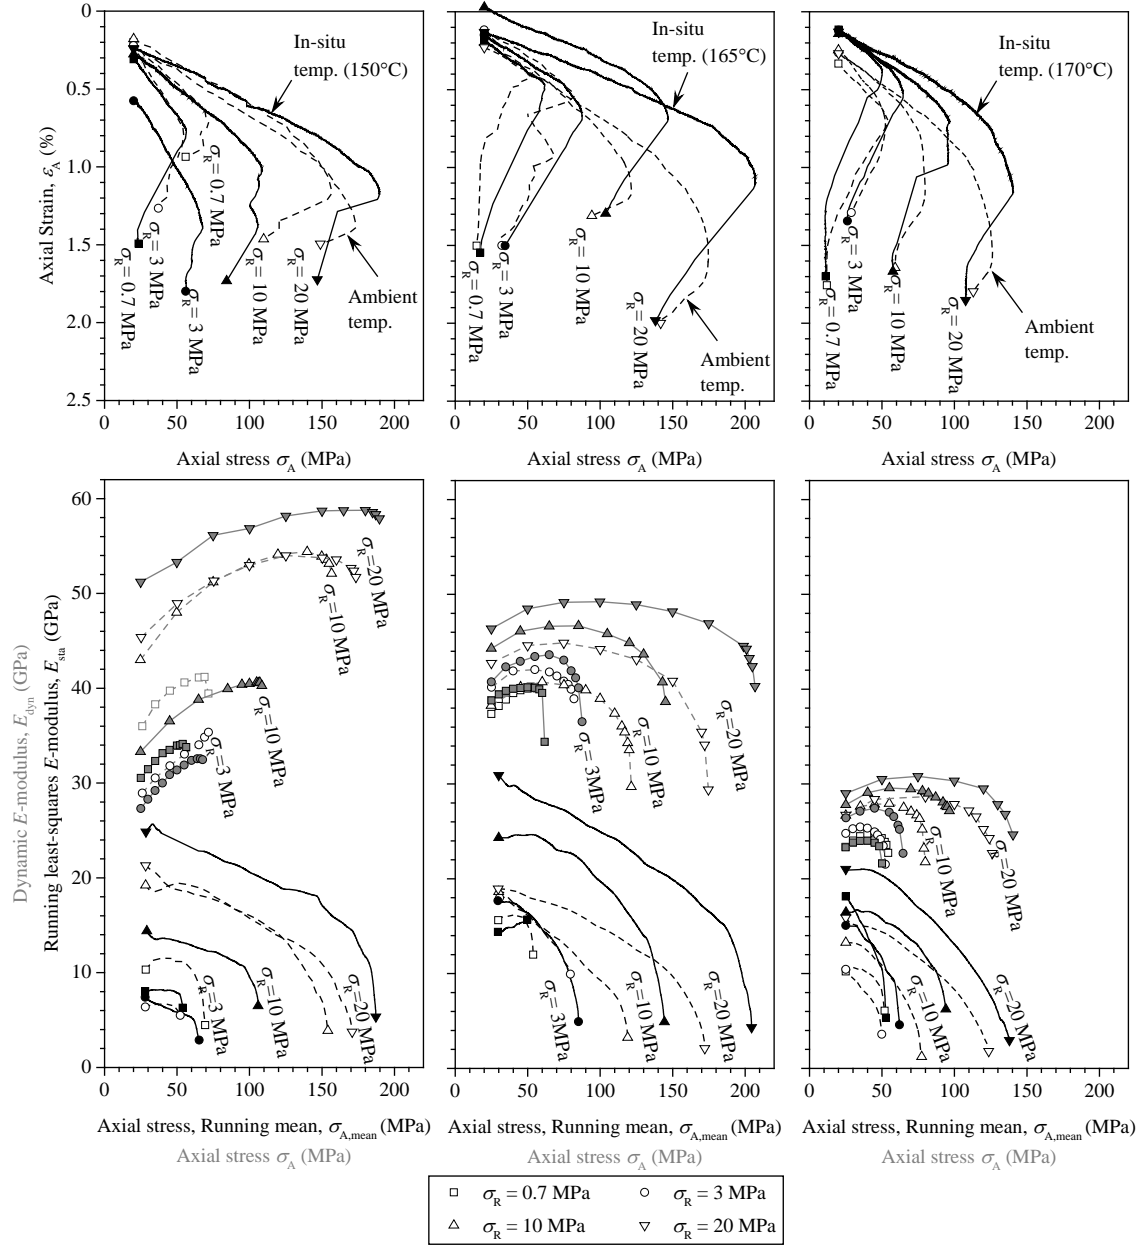 0
0.5
1.0
1.5
2.0
2.5
Axial Strain, εA (%)
In-situ
temp. (150°C)
σR=0.7 MPa
σR=3 MPa
σR=0.7 MPa
σR=3 MPa
σR=10 MPa
σR=20 MPa
Ambient
temp.
0 50 100 150 200
Axial stress σA (MPa)
In-situ
temp. (165°C)
σR=0.7 MPa
σR=3 MPa
σR=10 MPa
σR=20 MPa
Ambient
temp.
0 50 100 150 200
Axial stress σA (MPa)
In-situ
temp. (170°C)
σR=0.7 MPa
σR=3 MPa
σR=10 MPa
σR=20 MPa
Ambient
temp.
0 50 100 150 200
Axial stress σA (MPa)
Dynamic E-modulus, Edyn (GPa)
Running least-squares E-modulus, Esta (GPa)
60
50
40
30
20
10
0
σR=20 MPa
σR=10 MPa
σR=10 MPa
σR=3 MPa
σR=3 MPa
σR=10 MPa
σR=20 MPa
0 50 100 150 200
Axial stress, Running mean, σA,mean (MPa)
Axial stress σA (MPa)
σR=20 MPa
σR=10 MPa
σR=3MPa
σR=3MPa
σR=10 MPa
σR=20 MPa
0 50 100 150 200
Axial stress, Running mean, σA,mean (MPa)
Axial stress σA (MPa)
σR=10 MPa
σR=20 MPa
σR=10 MPa
σR=20 MPa
0 50 100 150 200
Axial stress, Running mean, σA,mean (MPa)
Axial stress σA (MPa)
σR = 0.7 MPa
σR = 3 MPa
σR = 10 MPa
σR = 20 MPa